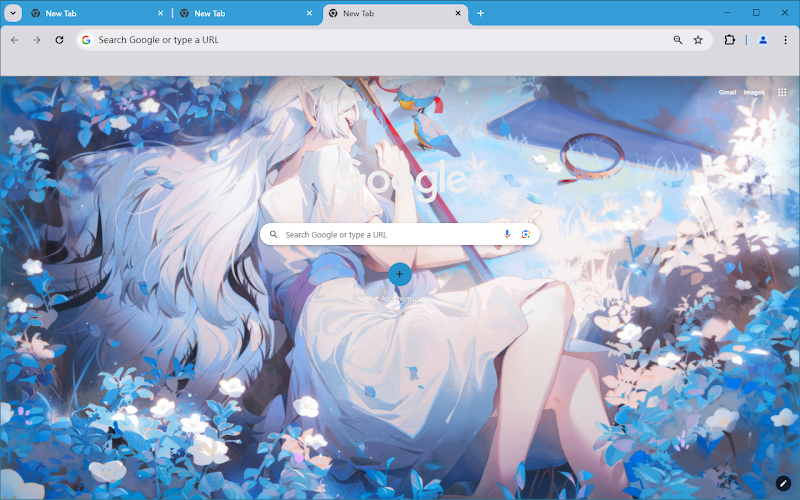 New Tab
New Tab
New Tab
Search Google or type a URL
Gmail Images
Google
Search Google or type a URL
Add shortcut